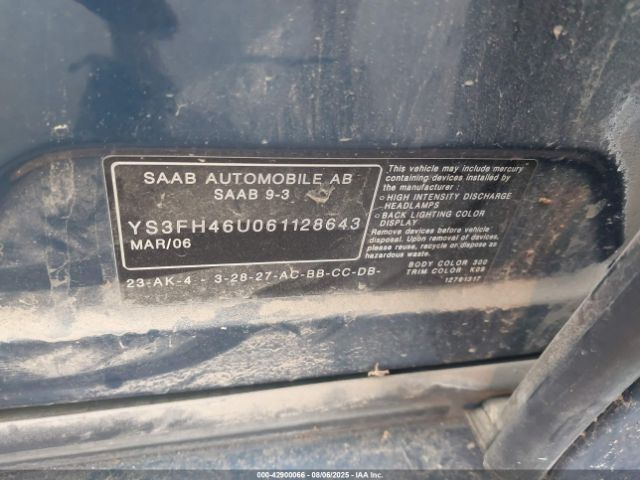 SAAB AUTOMOBILE AB
SAAB 9-3
YS3FH46U061128643
MAR/06
23-AK-4 - 3-28-27-AC-BB-CC-DB-
This vehicle may include mercury
containing devices installed by
the manufacturer :
○ HIGH INTENSITY DISCHARGE
HEADLAMPS
○ BACK LIGHTING COLOR
DISPLAY
Remove devices before vehicle
disposal. Upon removal of devices,
please reuse, recycle or dispose as
hazardous waste.
BODY COLOR 300
TRIM COLOR K09
12761317
000-42900066 - 08/06/2025 - IAAI, Inc.